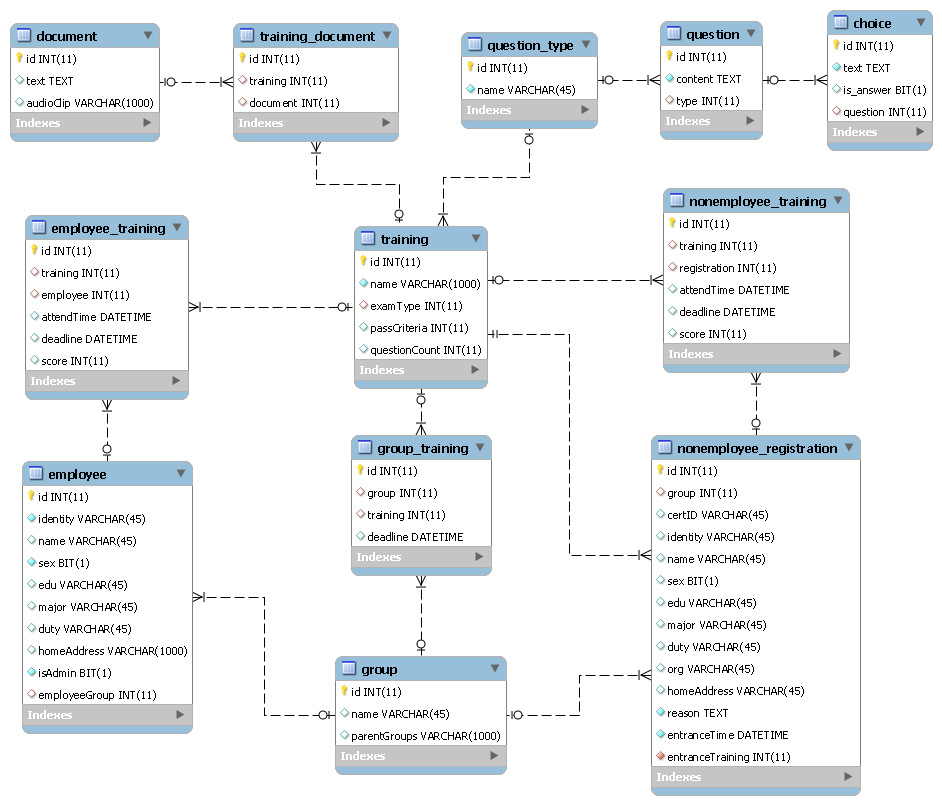 document
id INT(11)
text TEXT
audioClip VARCHAR(1000)
Indexes
training_document
id INT(11)
training INT(11)
document INT(11)
Indexes
question_type
id INT(11)
name VARCHAR(45)
Indexes
question
id INT(11)
content TEXT
type INT(11)
Indexes
choice
id INT(11)
text TEXT
is_answer BIT(1)
question INT(11)
Indexes
employee_training
id INT(11)
training INT(11)
employee INT(11)
attendTime DATETIME
deadline DATETIME
score INT(11)
Indexes
training
id INT(11)
name VARCHAR(1000)
examType INT(11)
passCriteria INT(11)
questionCount INT(11)
Indexes
nonemployee_training
id INT(11)
training INT(11)
registration INT(11)
attendTime DATETIME
deadline DATETIME
score INT(11)
Indexes
employee
id INT(11)
identity VARCHAR(45)
name VARCHAR(45)
sex BIT(1)
edu VARCHAR(45)
major VARCHAR(45)
duty VARCHAR(45)
homeAddress VARCHAR(1000)
isAdmin BIT(1)
employeeGroup INT(11)
Indexes
group_training
id INT(11)
group INT(11)
training INT(11)
deadline DATETIME
Indexes
nonemployee_registration
id INT(11)
group INT(11)
certID VARCHAR(45)
identity VARCHAR(45)
name VARCHAR(45)
sex BIT(1)
edu VARCHAR(45)
major VARCHAR(45)
duty VARCHAR(45)
org VARCHAR(45)
homeAddress VARCHAR(45)
reason TEXT
entranceTime DATETIME
entranceTraining INT(11)
Indexes
group
id INT(11)
name VARCHAR(45)
parentGroups VARCHAR(1000)
Indexes